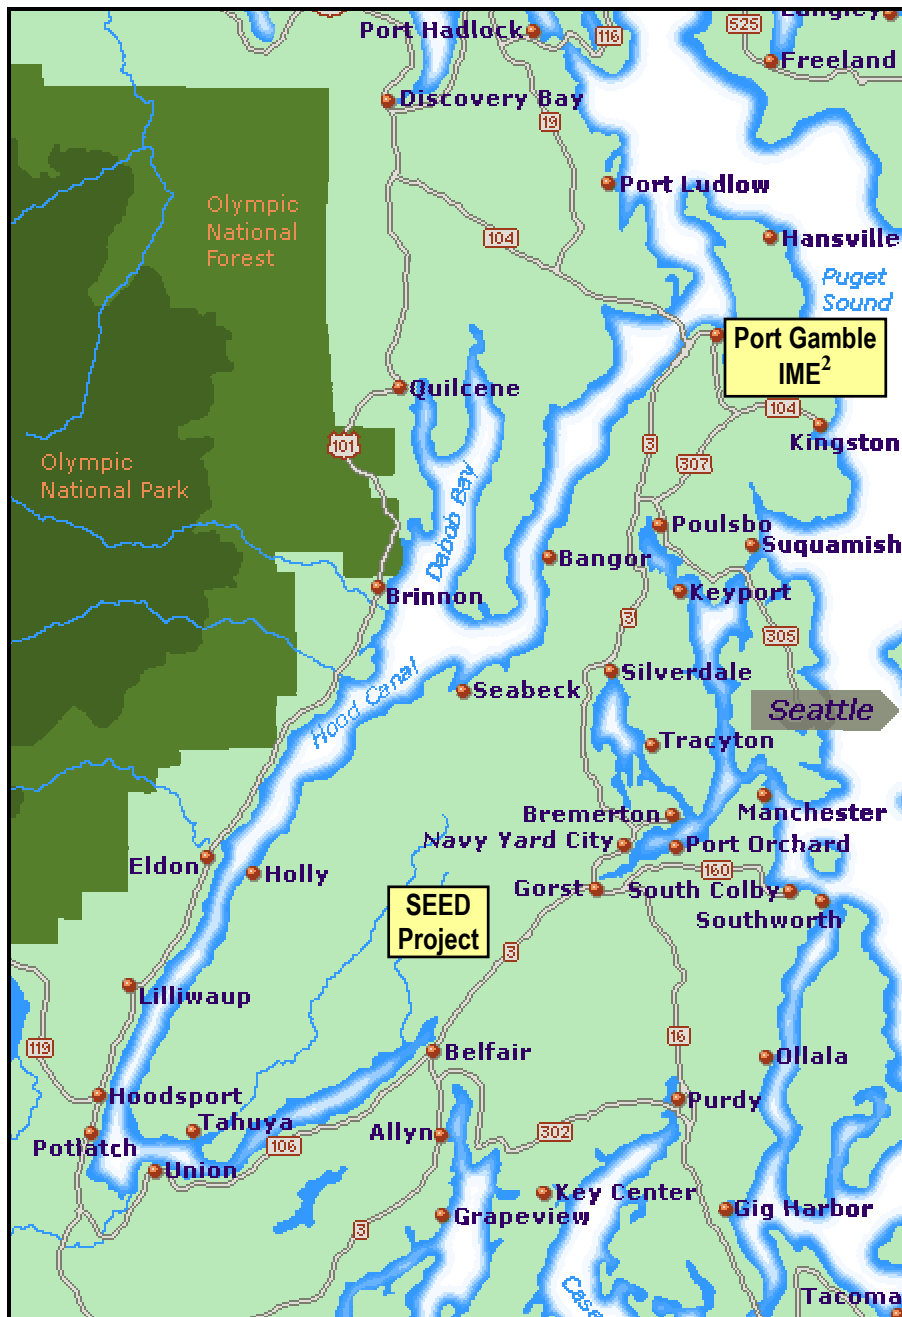 Langley
525
Port Hadlock
116
Freeland
Discovery Bay
19
Port Ludlow
Olympic
National
Forest
104
Hansville
Puget
Sound
Port Gamble
IME²
Quilcene
104
Kingston
101
3
307
Olympic
National Park
Dabob Bay
Poulsbo
Suquamish
Bangor
Brinnon
Keyport
3
305
Silverdale
Seabeck
Hood Canal
Seattle
Tracyton
Bremerton
Manchester
Navy Yard City
Port Orchard
Eldon
Holly
160
Gorst
South Colby
SEED
Project
Southworth
3
Lilliwaup
16
119
Belfair
Ollala
Hoodsport
Purdy
Tahuya
Allyn
302
Potlatch
106
Union
Key Center
Grapeview
Gig Harbor
3
Case
Tacoma